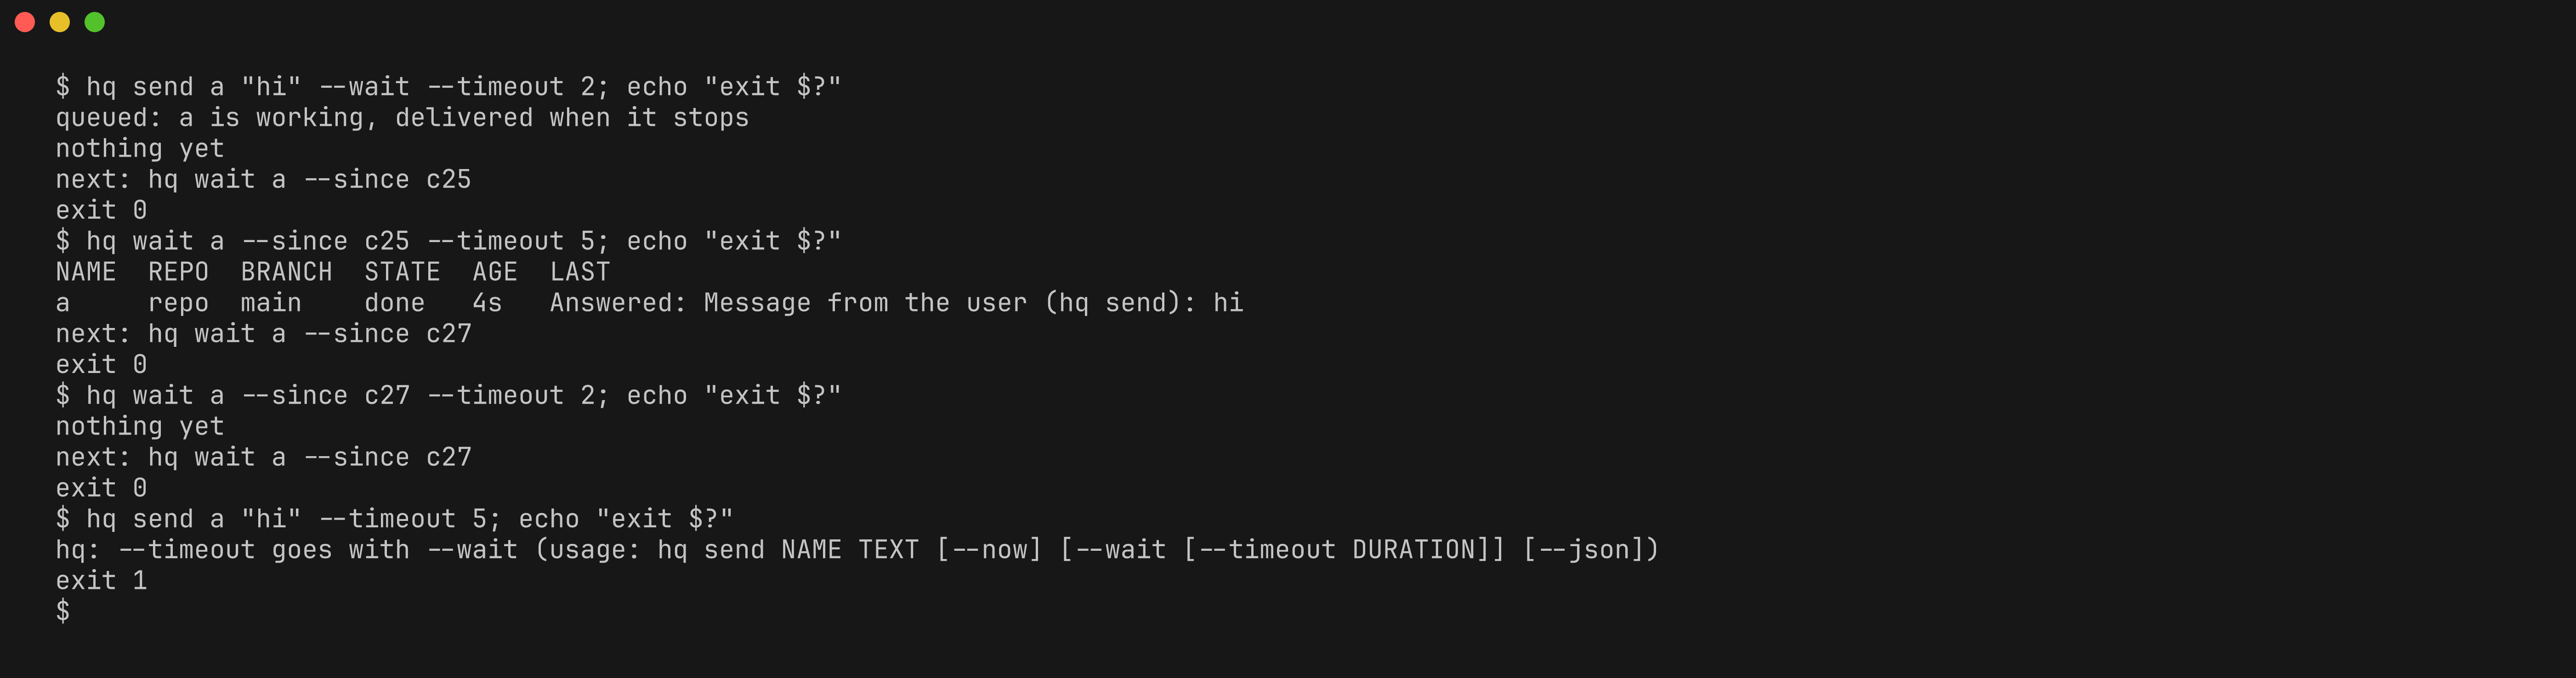 $ hq send a "hi" --wait --timeout 2; echo "exit $?"
queued: a is working, delivered when it stops
nothing yet
next: hq wait a --since c25
exit 0
$ hq wait a --since c25 --timeout 5; echo "exit $?"
NAME  REPO  BRANCH  STATE  AGE  LAST
a     repo  main    done   4s   Answered: Message from the user (hq send): hi
next: hq wait a --since c27
exit 0
$ hq wait a --since c27 --timeout 2; echo "exit $?"
nothing yet
next: hq wait a --since c27
exit 0
$ hq send a "hi" --timeout 5; echo "exit $?"
hq: --timeout goes with --wait (usage: hq send NAME TEXT [--now] [--wait [--timeout DURATION]] [--json])
exit 1
$